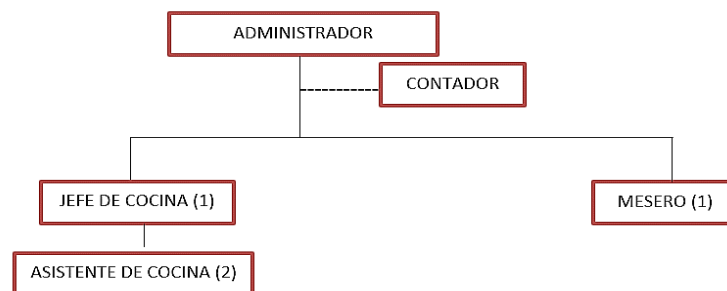 ADMINISTRADOR
CONTADOR
JEFE DE COCINA (1)
MESERO (1)
ASISTENTE DE COCINA (2)